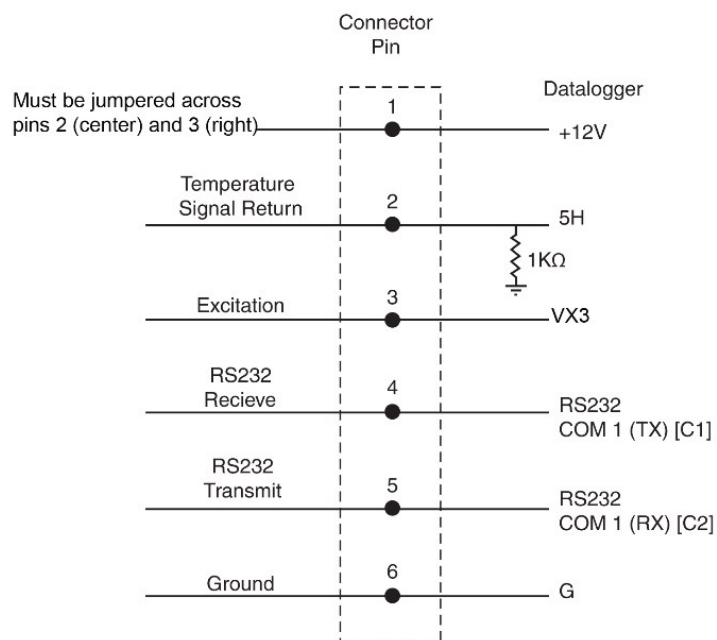 Connector
Pin
Datalogger
Must be jumpered across
pins 2 (center) and 3 (right)
1
+12V
Temperature
Signal Return
2
5H
1KΩ
Excitation
3
VX3
RS232
Recieve
4
RS232
COM 1 (TX) [C1]
RS232
Transmit
5
RS232
COM 1 (RX) [C2]
Ground
6
G